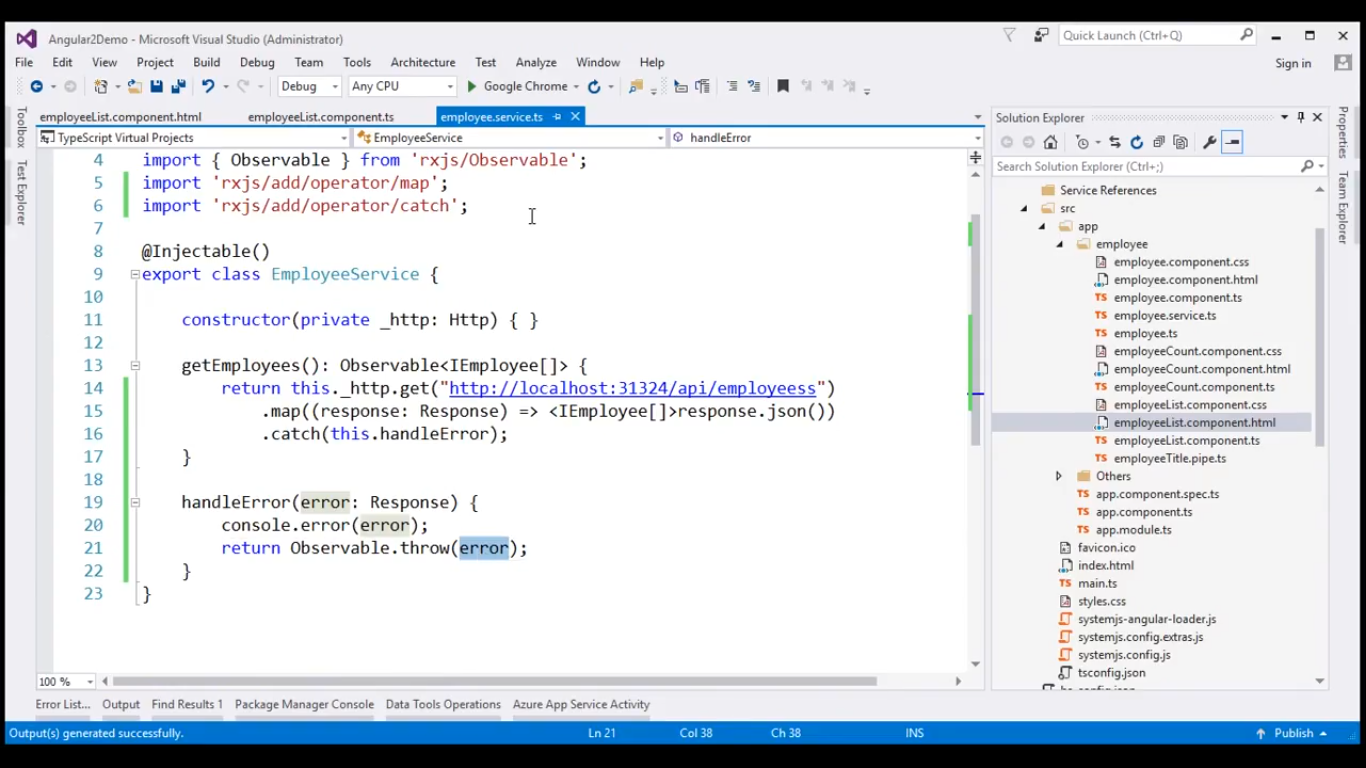 Angular2Demo - Microsoft Visual Studio (Administrator)
Quick Launch (Ctrl+Q)
File Edit View Project Build Debug Team Tools Architecture Test Analyze Window Help
Sign in
Debug Any CPU Google Chrome
Toolbox
Test Explorer
employeeList.component.html employeeList.component.ts employee.service.ts
TypeScript Virtual Projects EmployeeService handleError
4 import { Observable } from 'rxjs/Observable';
5 import 'rxjs/add/operator/map';
6 import 'rxjs/add/operator/catch';
7
8 @Injectable()
9 export class EmployeeService {
10
11 constructor(private _http: Http) { }
12
13 getEmployees(): Observable<IEmployee[]> {
14 return this._http.get("http://localhost:31324/api/employeess")
15 .map((response: Response) => <IEmployee[]>response.json())
16 .catch(this.handleError);
17 }
18
19 handleError(error: Response) {
20 console.error(error);
21 return Observable.throw(error);
22 }
23 }
100 %
Solution Explorer
Search Solution Explorer (Ctrl+;)
Service References
src
app
employee
employee.component.css
employee.component.html
TS employee.component.ts
TS employee.service.ts
TS employee.ts
employeeCount.component.css
employeeCount.component.html
TS employeeCount.component.ts
employeeList.component.css
employeeList.component.html
TS employeeList.component.ts
TS employeeTitle.pipe.ts
Others
TS app.component.spec.ts
TS app.component.ts
TS app.module.ts
favicon.ico
index.html
TS main.ts
styles.css
systemjs-angular-loader.js
systemjs.config.extras.js
systemjs.config.js
tsconfig.json
Properties
Team Explorer
Error List... Output Find Results 1 Package Manager Console Data Tools Operations Azure App Service Activity
Output(s) generated successfully. Ln 21 Col 38 Ch 38 INS Publish